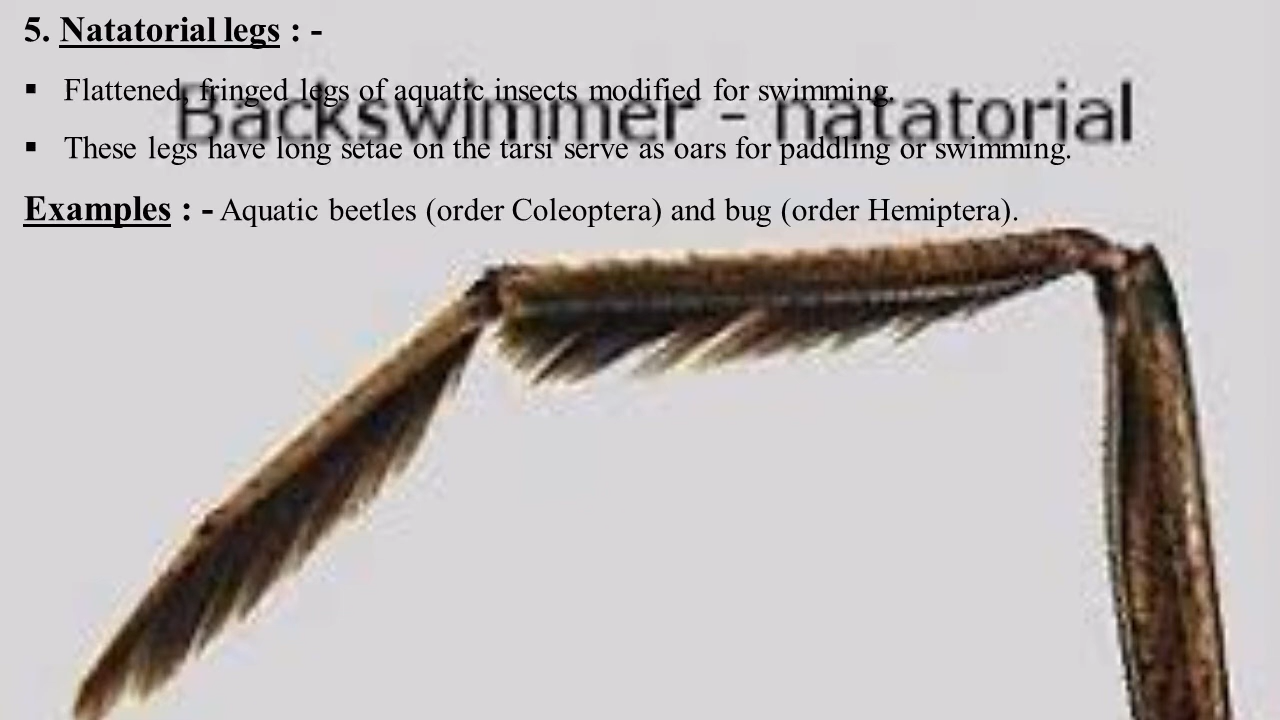 5. Natatorial legs : -
▪ Flattened, fringed legs of aquatic insects modified for swimming.
Backswimmer - natatorial
▪ These legs have long setae on the tarsi serve as oars for paddling or swimming.
Examples : - Aquatic beetles (order Coleoptera) and bug (order Hemiptera).